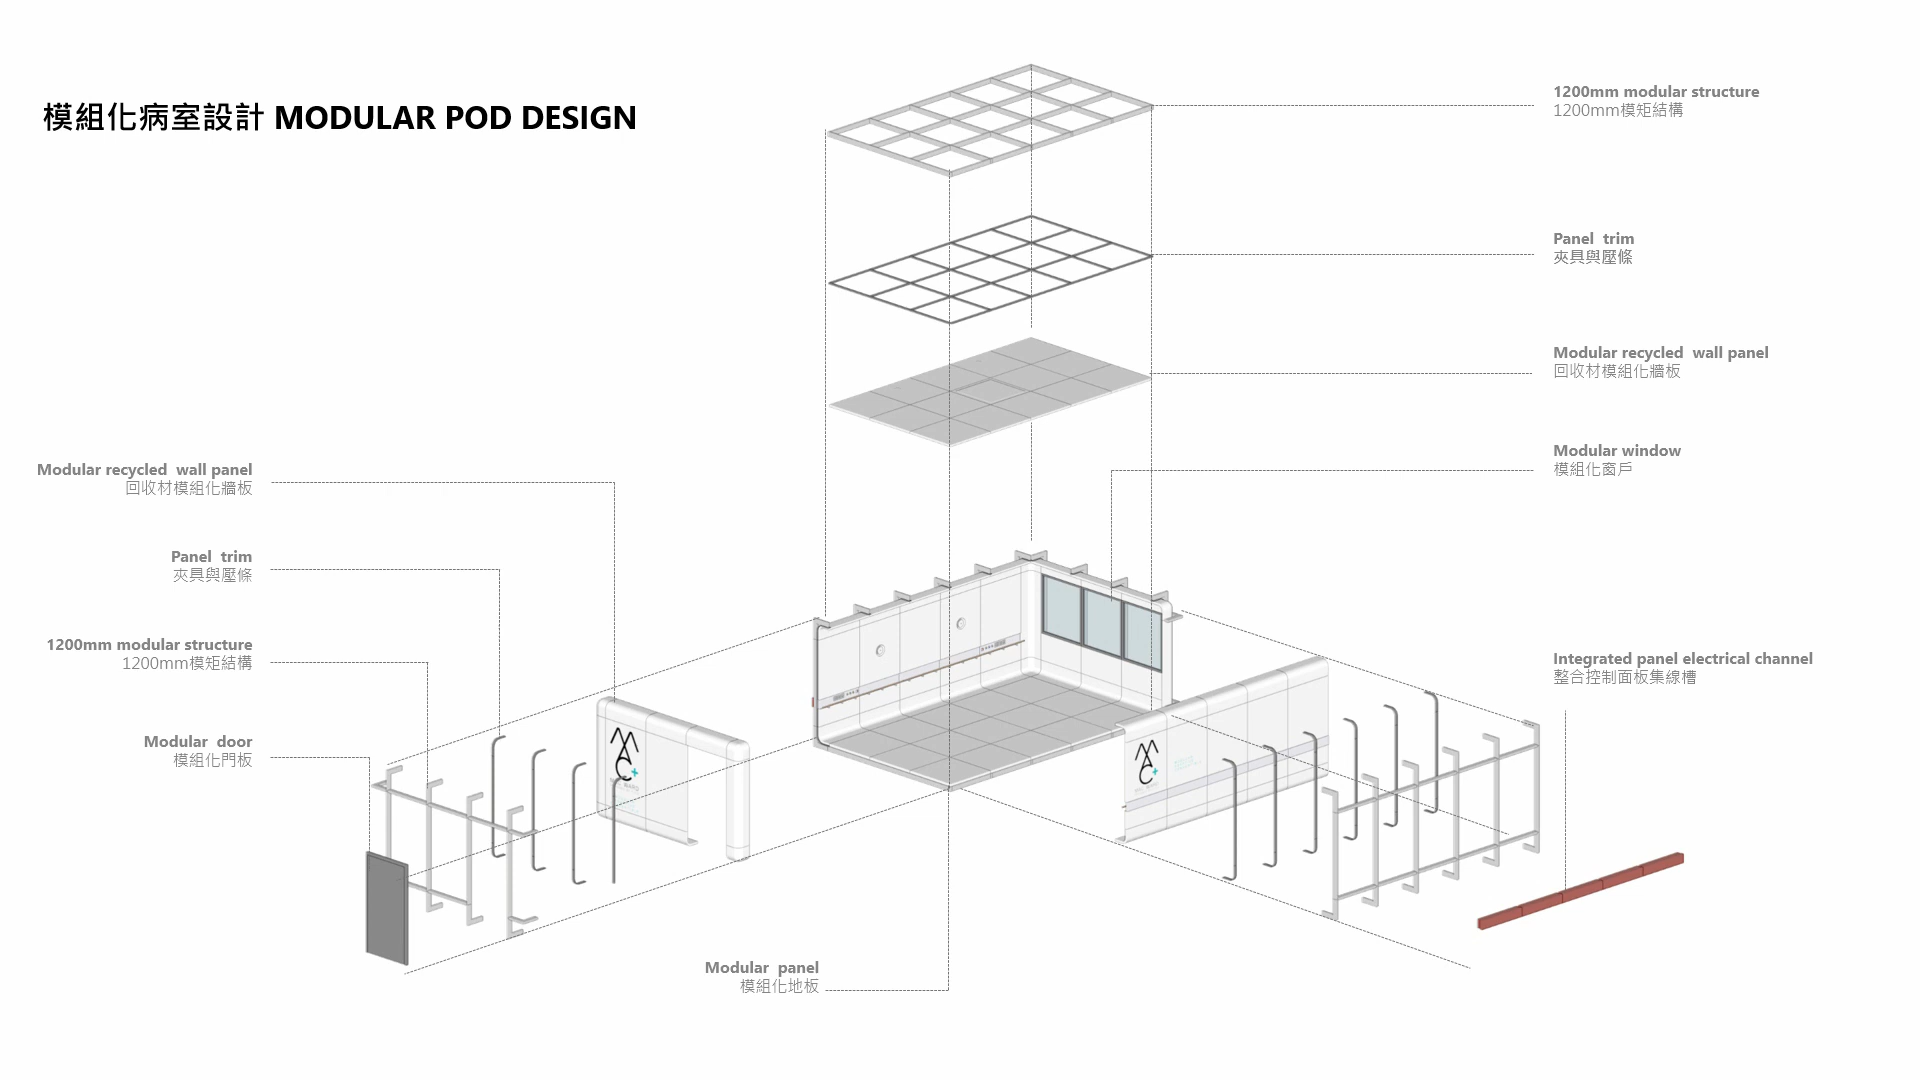 模組化病室設計 MODULAR POD DESIGN
1200mm modular structure
1200mm模矩結構
Panel trim
夾具與壓條
Modular recycled wall panel
回收材模組化牆板
Modular window
模組化窗戶
Integrated panel electrical channel
整合控制面板集線槽
Modular recycled wall panel
回收材模組化牆板
Panel trim
夾具與壓條
1200mm modular structure
1200mm模矩結構
Modular door
模組化門板
Modular panel
模組化地板
MAC+
MAC+